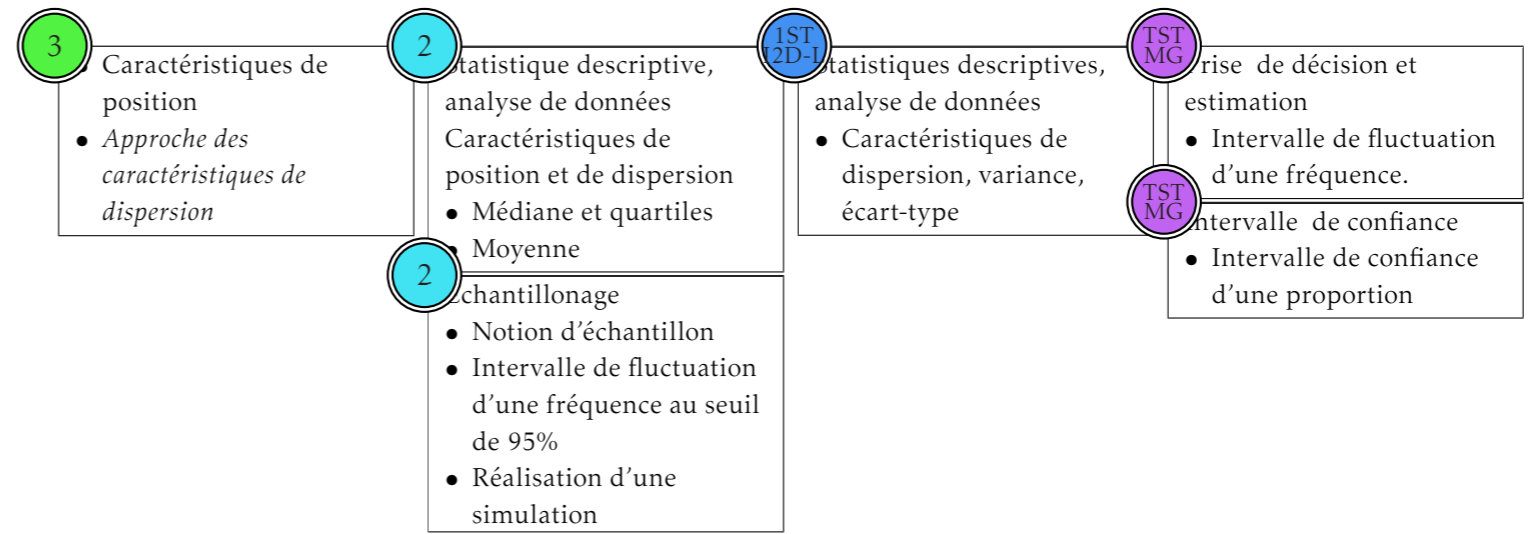 3
• Caractéristiques de
position
• Approche des
caractéristiques de
dispersion
2
Statistique descriptive,
analyse de données
Caractéristiques de
position et de dispersion
• Médiane et quartiles
• Moyenne
2
Echantillonage
• Notion d'échantillon
• Intervalle de fluctuation
d'une fréquence au seuil
de 95%
• Réalisation d'une
simulation
1ST
I2D-L
Statistiques descriptives,
analyse de données
• Caractéristiques de
dispersion, variance,
écart-type
TST
MG
Prise de décision et
estimation
• Intervalle de fluctuation
d'une fréquence.
TST
MG
Intervalle de confiance
• Intervalle de confiance
d'une proportion